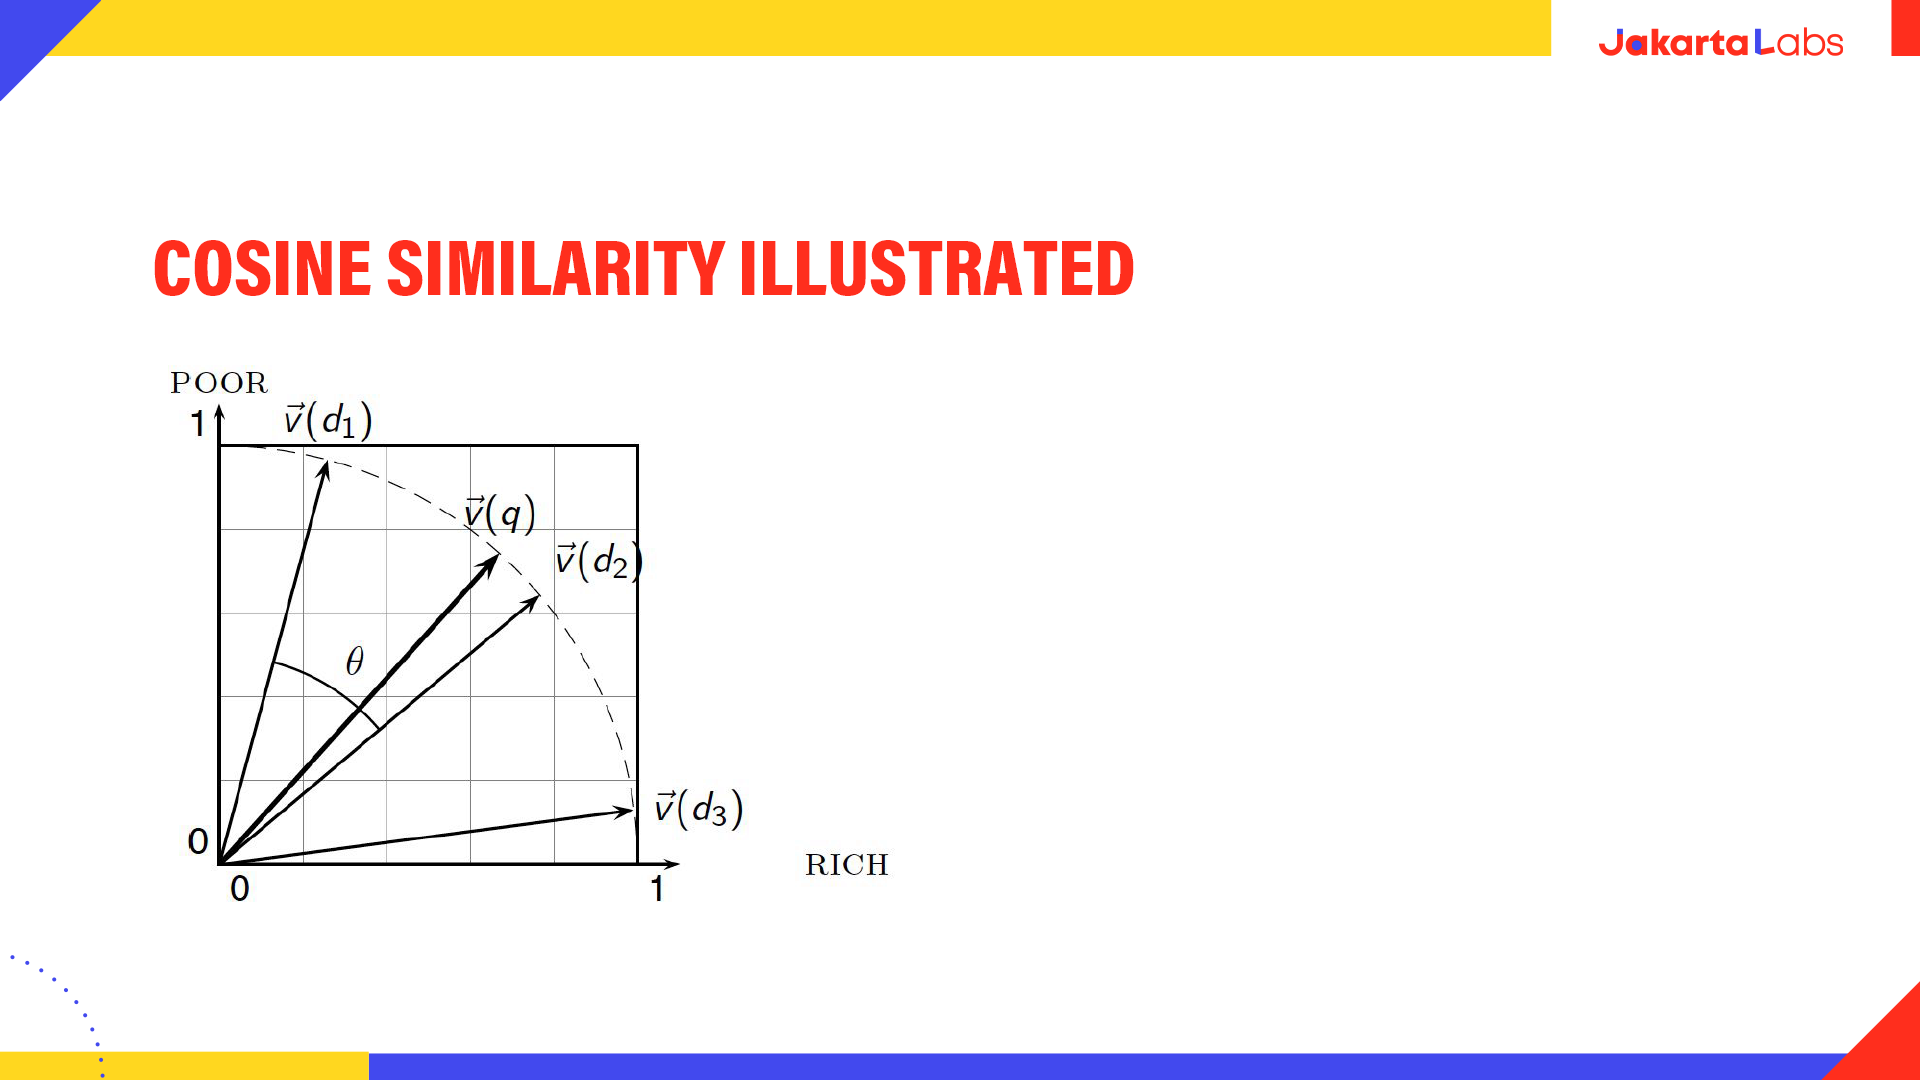 JakartaLabs
COSINE SIMILARITY ILLUSTRATED
POOR
1
v⃗(d₁)
v⃗(q)
v⃗(d₂)
θ
v⃗(d₃)
0
RICH
0
1